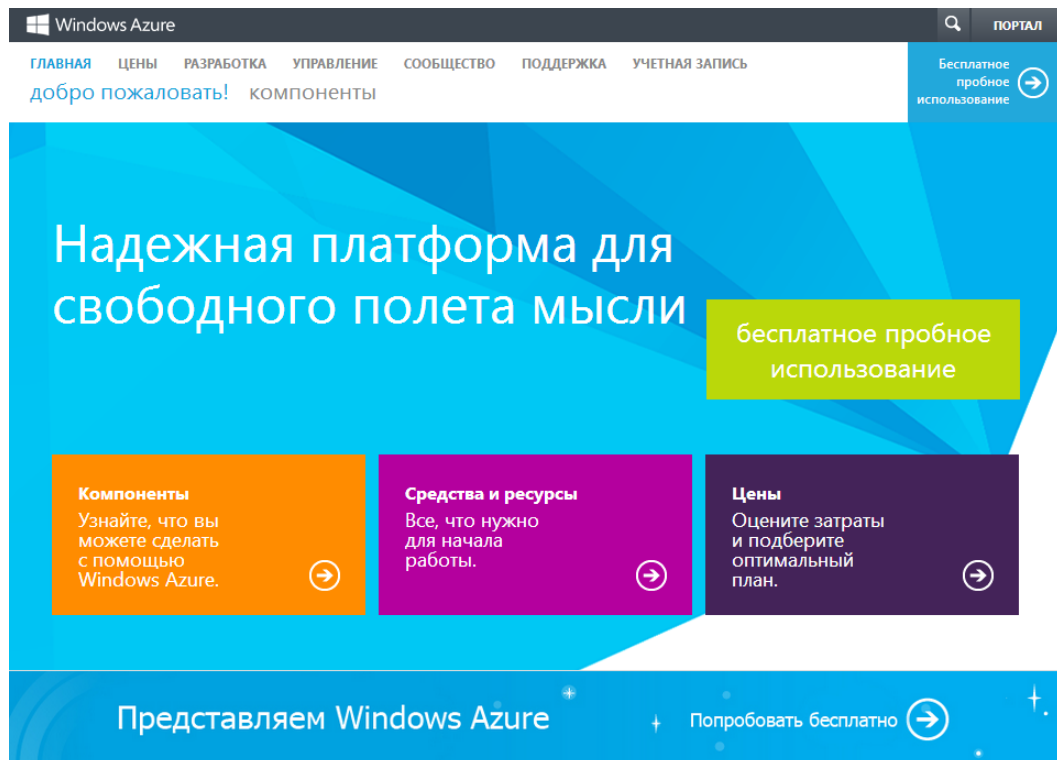 Windows Azure
ПОРТАЛ
ГЛАВНАЯ ЦЕНЫ РАЗРАБОТКА УПРАВЛЕНИЕ СООБЩЕСТВО ПОДДЕРЖКА УЧЕТНАЯ ЗАПИСЬ
добро пожаловать! компоненты
Бесплатное
пробное
использование
Надежная платформа для
свободного полета мысли
бесплатное пробное
использование
Компоненты
Узнайте, что вы
можете сделать
с помощью
Windows Azure.
Средства и ресурсы
Все, что нужно
для начала
работы.
Цены
Оцените затраты
и подберите
оптимальный
план.
Представляем Windows Azure
Попробовать бесплатно